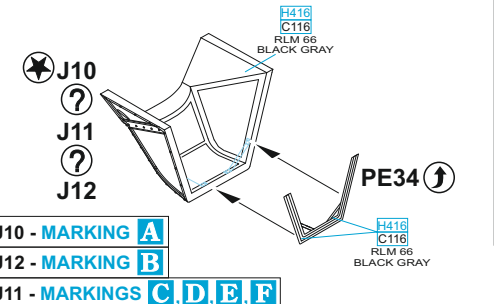 H416
C116
RLM 66
BLACK GRAY
J10
?
J11
?
J12
PE34
H416
C116
RLM 66
BLACK GRAY
J10 - MARKING A
J12 - MARKING B
J11 - MARKINGS C, D, E, F